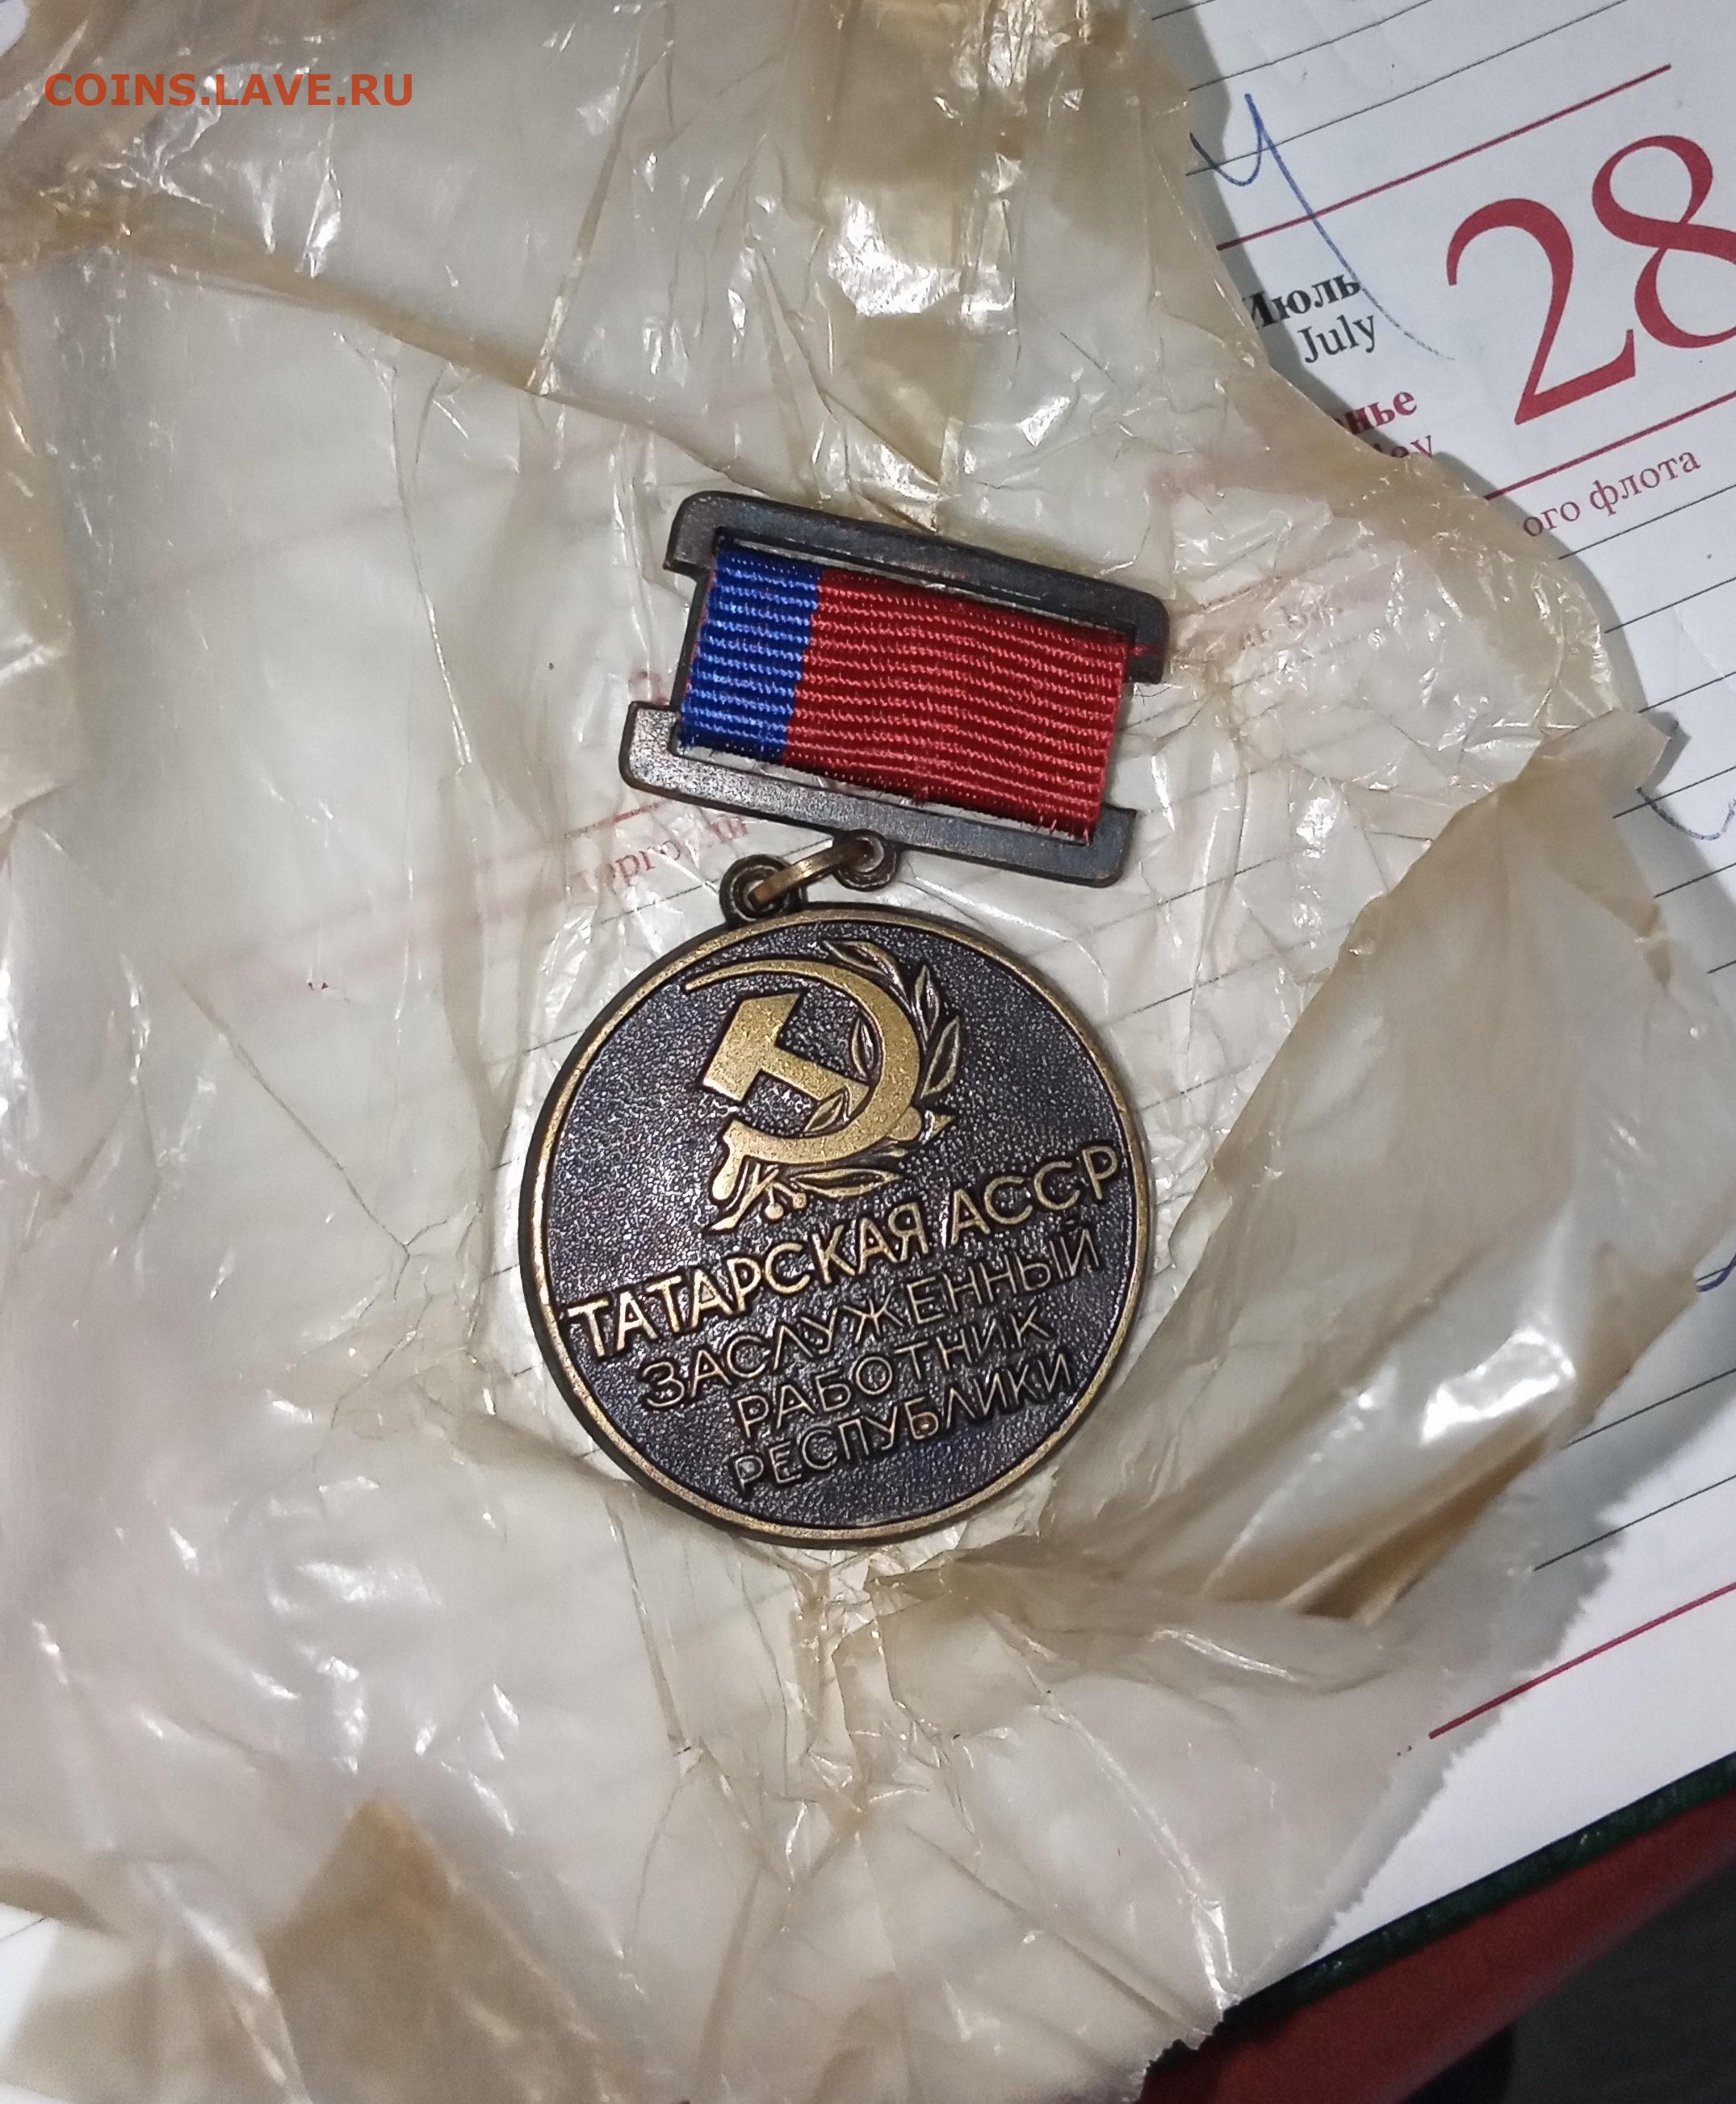 COINS.LAVE.RU
28
Июль
July
ого флота
ТАТАРСКАЯ АССР
ЗАСЛУЖЕННЫЙ
РАБОТНИК
РЕСПУБЛИКИ